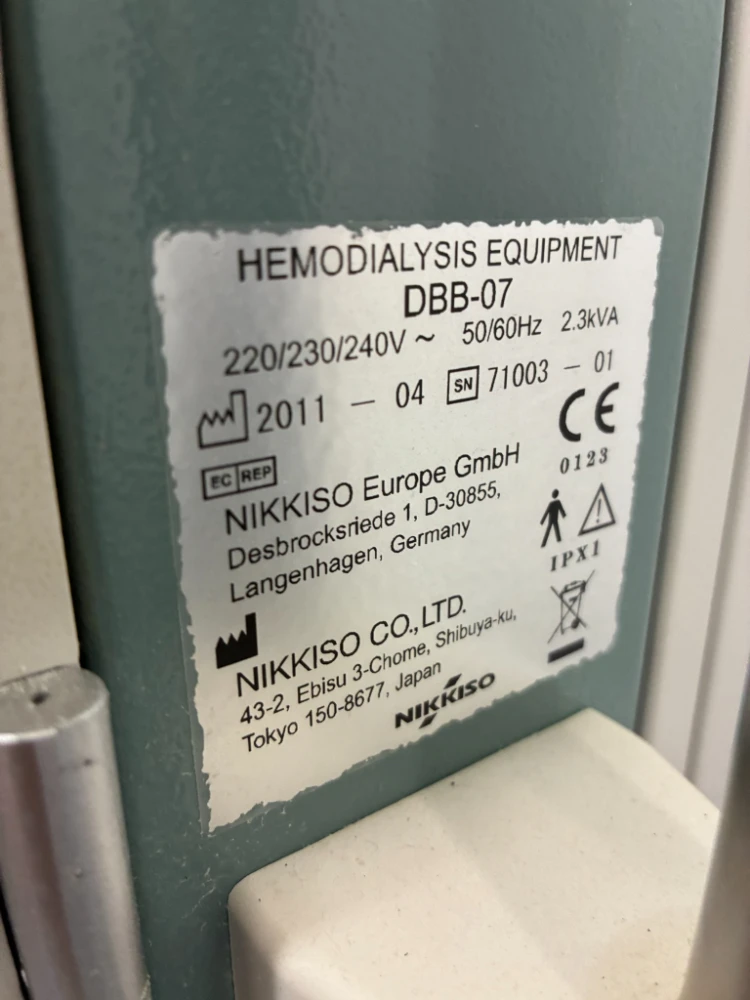 HEMODIALYSIS EQUIPMENT
DBB-07
220/230/240V ~ 50/60Hz 2.3kVA
2011 - 04 SN 71003 - 01
CE
0123
EC REP
NIKKISO Europe GmbH
Desbrocksriede 1, D-30855,
Langenhagen, Germany
IPX1
NIKKISO CO.,LTD.
43-2, Ebisu 3-Chome, Shibuya-ku,
Tokyo 150-8677, Japan
NIKKISO